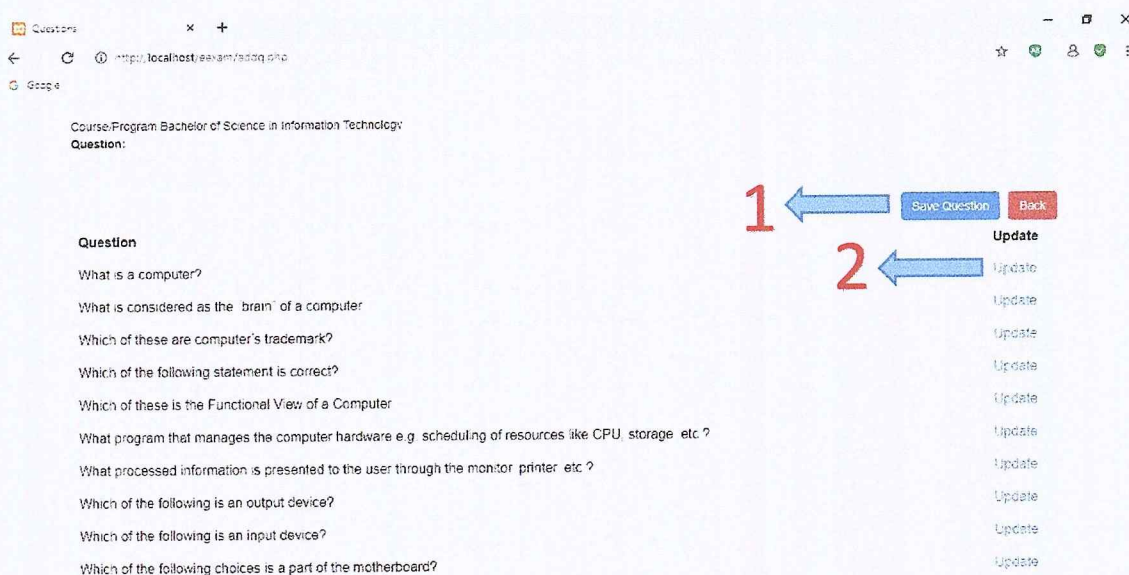 Questions
http://localhost/eexam/addq.php
Google
Course/Program Bachelor of Science in Information Technology
Question:
1
Save Question Back
Question Update
2
What is a computer? Update
What is considered as the "brain" of a computer Update
Which of these are computer's trademark? Update
Which of the following statement is correct? Update
Which of these is the Functional View of a Computer Update
What program that manages the computer hardware e.g. scheduling of resources like CPU, storage, etc.? Update
What processed information is presented to the user through the monitor, printer, etc.? Update
Which of the following is an output device? Update
Which of the following is an input device? Update
Which of the following choices is a part of the motherboard? Update